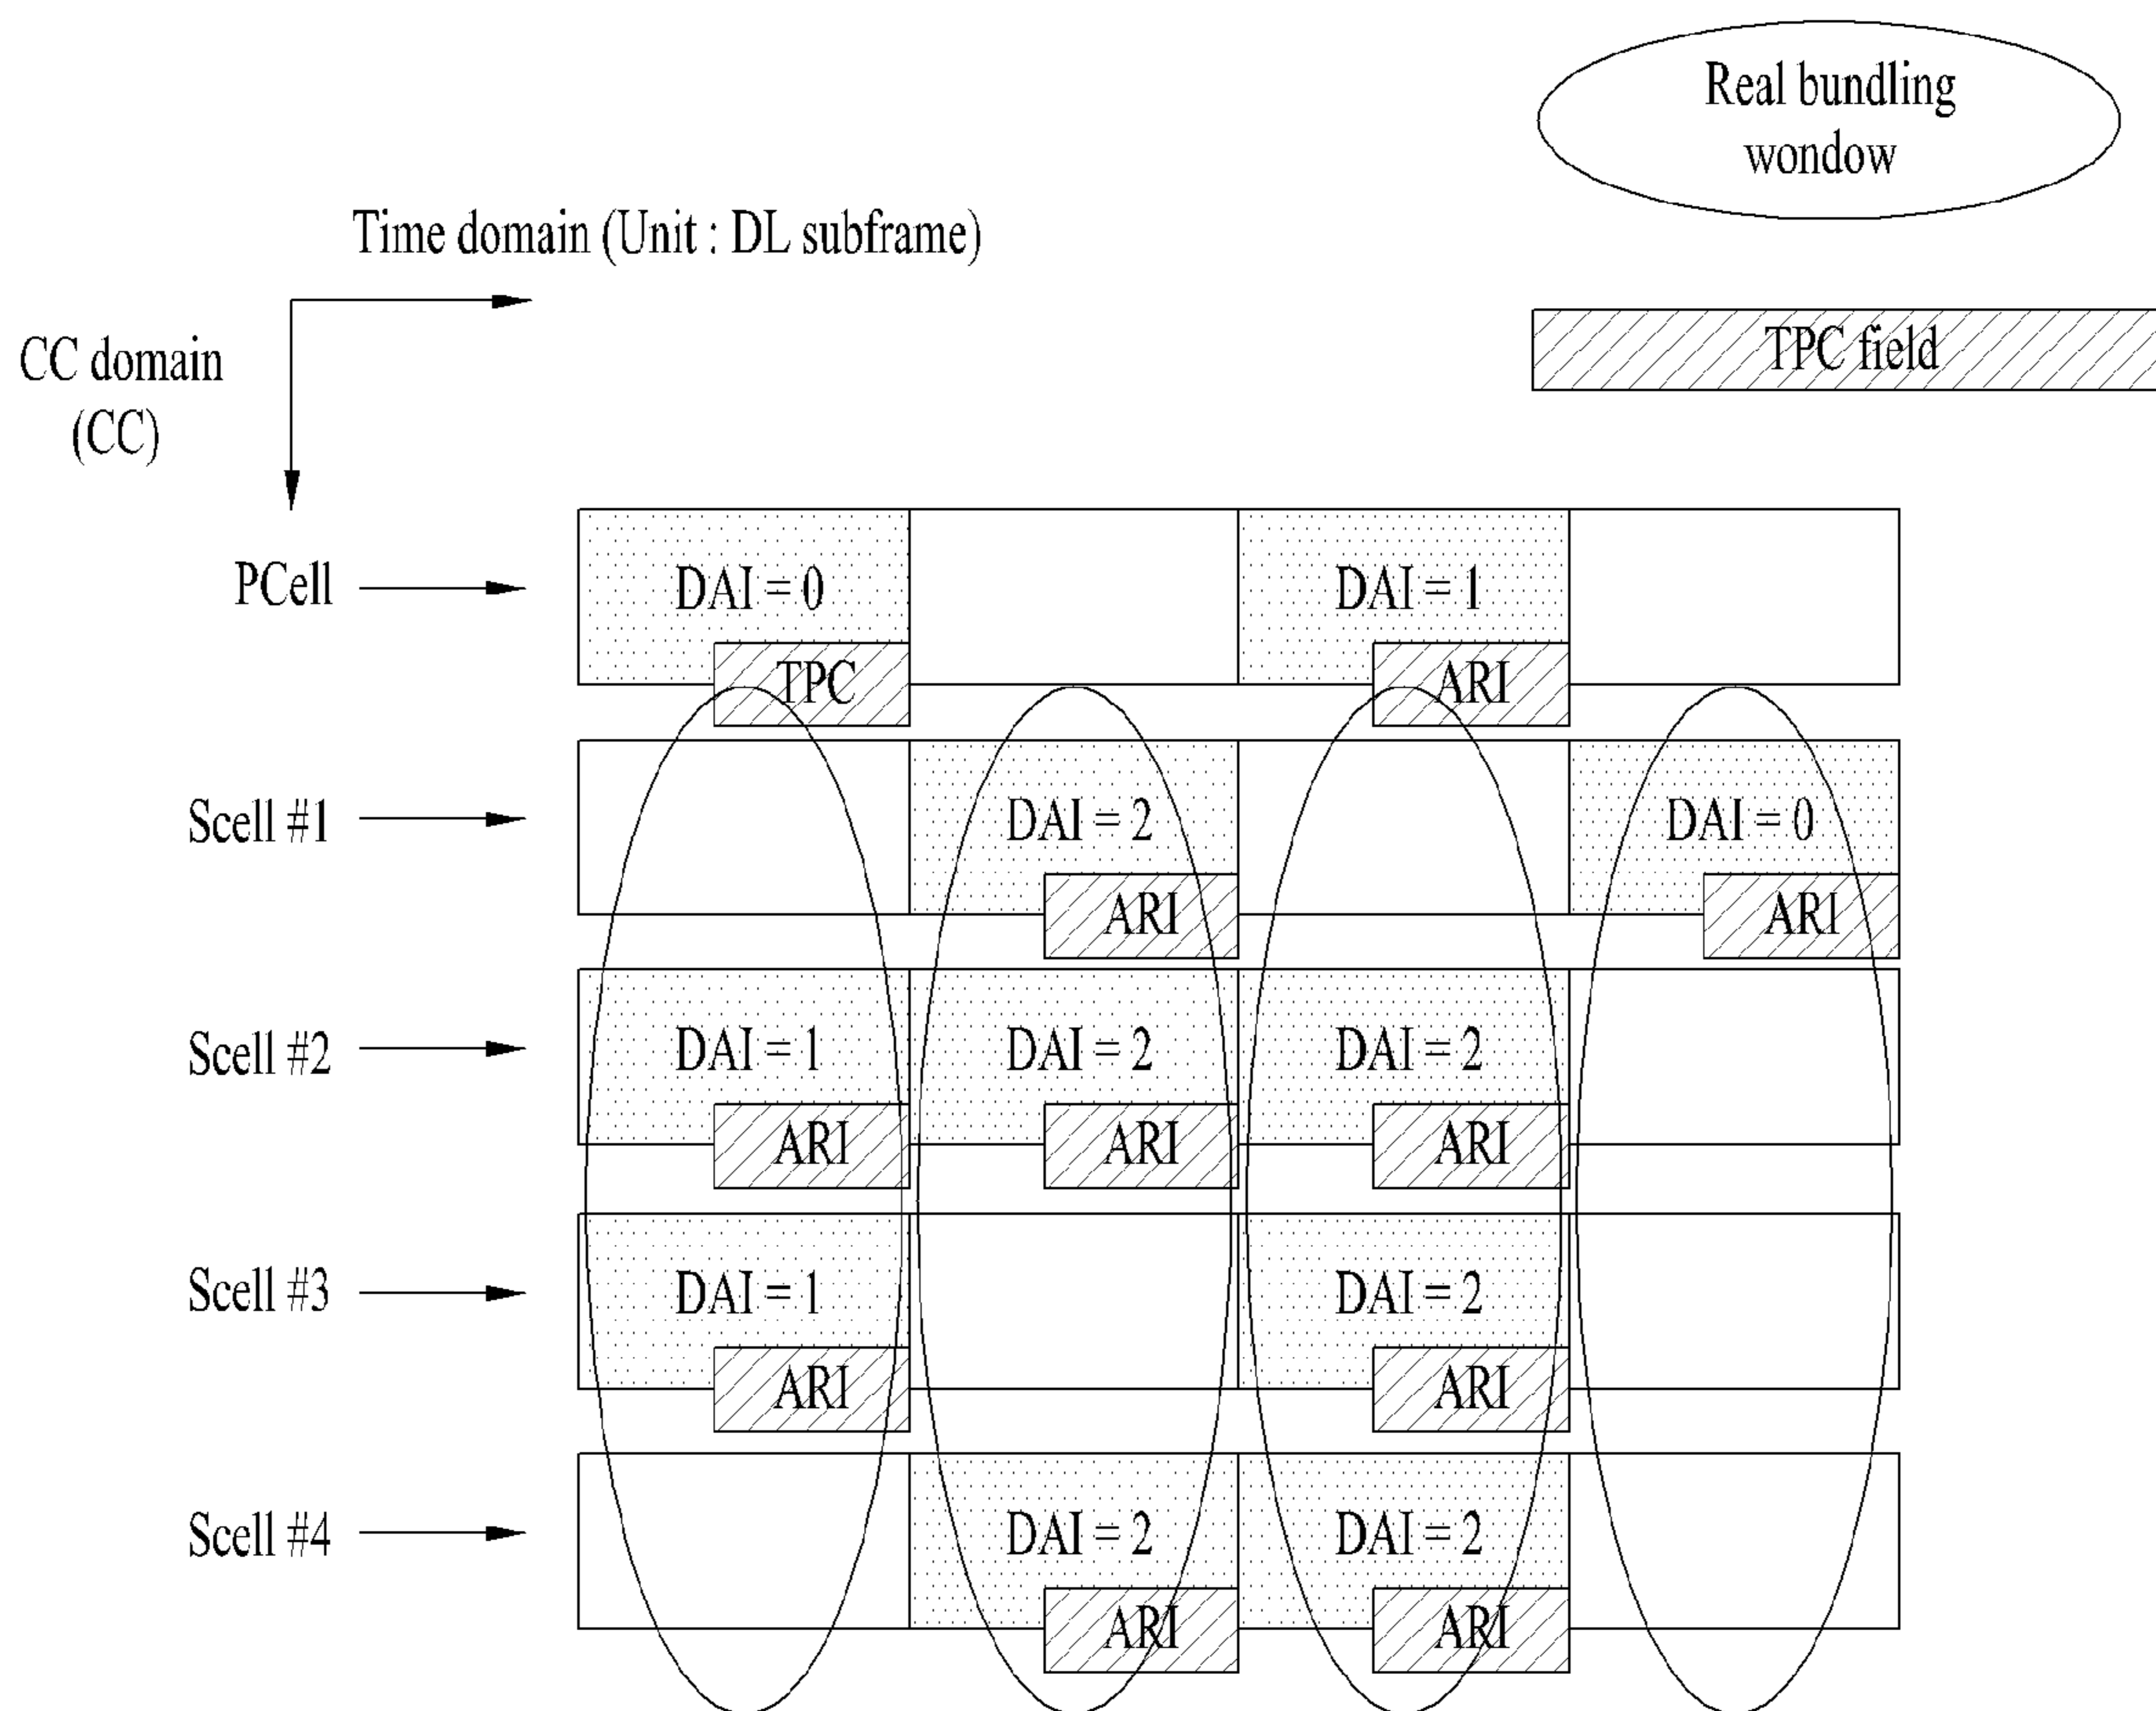 Real bundling
wondow
Time domain (Unit : DL subframe)
TPC field
CC domain
(CC)
PCell
DAI = 0
DAI = 1
TPC
ARI
Scell #1
DAI = 2
DAI = 0
ARI
ARI
Scell #2
DAI = 1
DAI = 2
DAI = 2
ARI
ARI
ARI
Scell #3
DAI = 1
DAI = 2
ARI
ARI
Scell #4
DAI = 2
DAI = 2
ARI
ARI